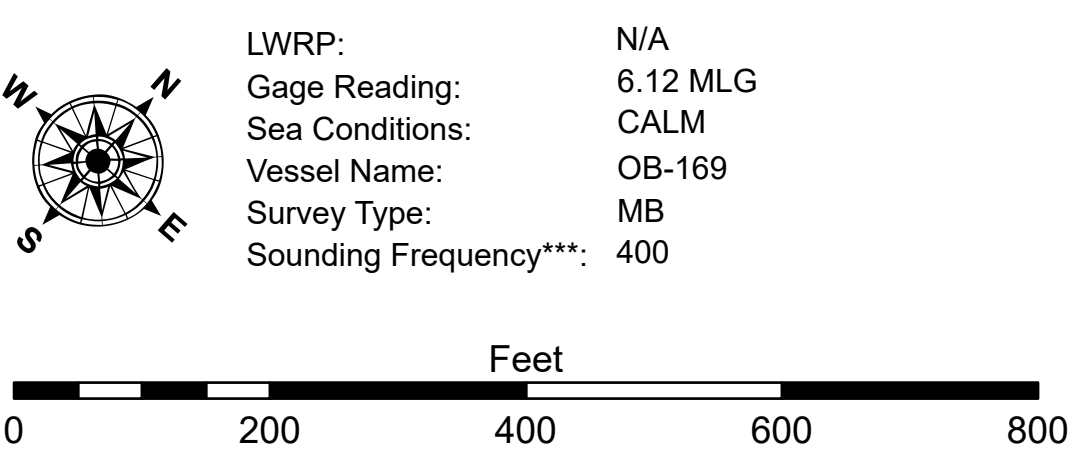 W N
S E
LWRP: N/A
Gage Reading: 6.12 MLG
Sea Conditions: CALM
Vessel Name: OB-169
Survey Type: MB
Sounding Frequency***: 400
Feet
0 200 400 600 800